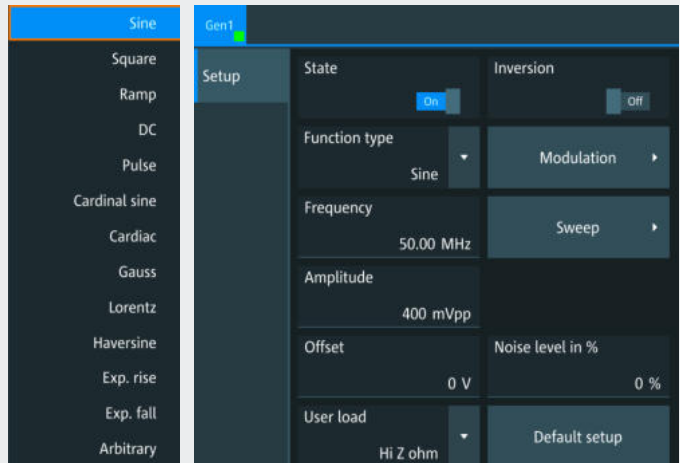 Sine
Square
Ramp
DC
Pulse
Cardinal sine
Cardiac
Gauss
Lorentz
Haversine
Exp. rise
Exp. fall
Arbitrary
Gen1
Setup
State
On
Inversion
Off
Function type
Sine
Modulation
Frequency
50.00 MHz
Sweep
Amplitude
400 mVpp
Offset
0 V
Noise level in %
0 %
User load
Hi Z ohm
Default setup